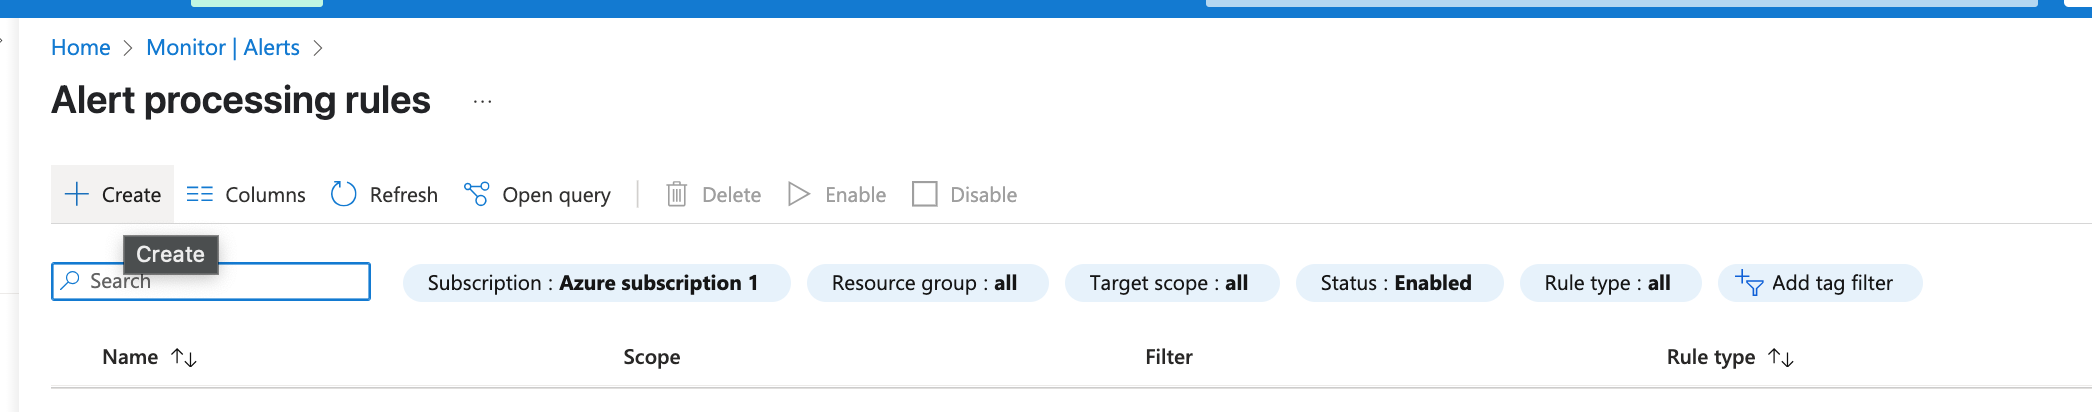 Home > Monitor | Alerts >
Alert processing rules ...
Create Columns Refresh Open query | Delete Enable Disable
Create
Search Subscription : Azure subscription 1 Resource group : all Target scope : all Status : Enabled Rule type : all Add tag filter
Name ↑↓ Scope Filter Rule type ↑↓